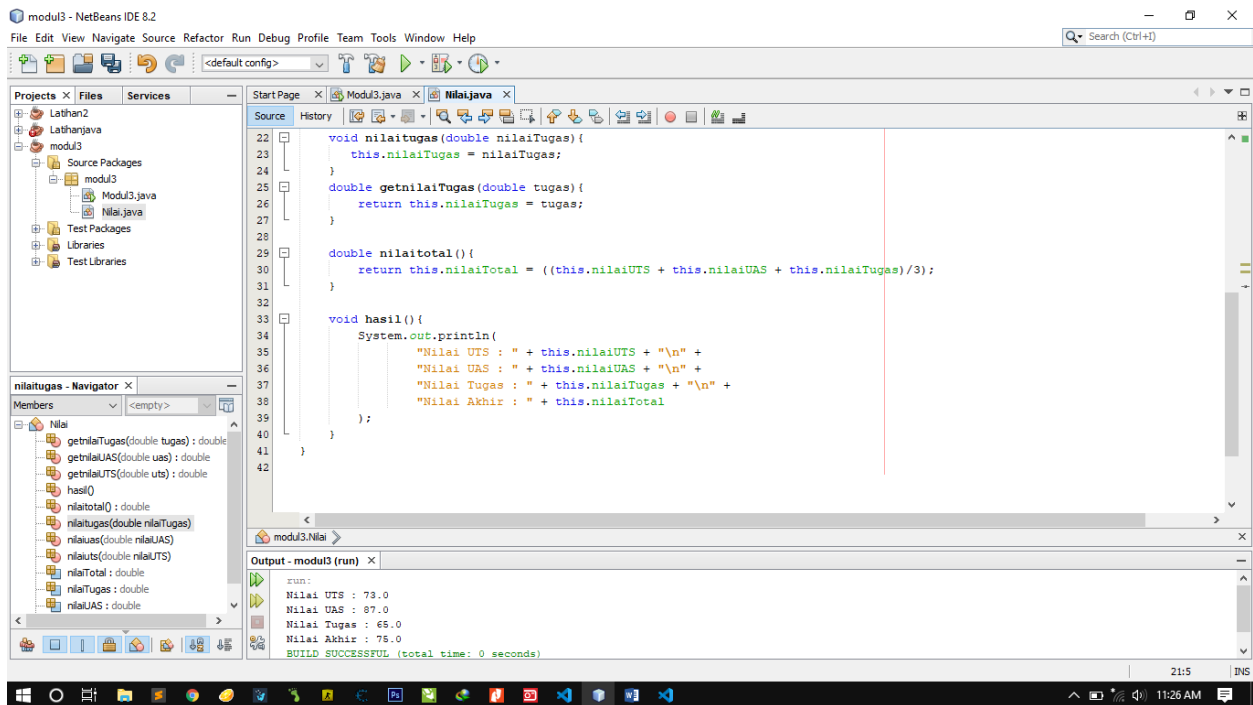 modul3 - NetBeans IDE 8.2
File Edit View Navigate Source Refactor Run Debug Profile Team Tools Window Help
Search (Ctrl+I)
<default config>
Projects Files Services
Latihan2
Latihanjava
modul3
Source Packages
modul3
Modul3.java
Nilai.java
Test Packages
Libraries
Test Libraries
Start Page Modul3.java Nilai.java
Source History
22 void nilaitugas(double nilaiTugas){
23 this.nilaiTugas = nilaiTugas;
24 }
25 double getnilaiTugas(double tugas){
26 return this.nilaiTugas = tugas;
27 }
28
29 double nilaitotal(){
30 return this.nilaiTotal = ((this.nilaiUTS + this.nilaiUAS + this.nilaiTugas)/3);
31 }
32
33 void hasil(){
34 System.out.println(
35 "Nilai UTS : " + this.nilaiUTS + "\n" +
36 "Nilai UAS : " + this.nilaiUAS + "\n" +
37 "Nilai Tugas : " + this.nilaiTugas + "\n" +
38 "Nilai Akhir : " + this.nilaiTotal
39 );
40 }
41 }
42
modul3.Nilai
nilaitugas - Navigator
Members <empty>
Nilai
getnilaiTugas(double tugas) : double
getnilaiUAS(double uas) : double
getnilaiUTS(double uts) : double
hasil()
nilaitotal() : double
nilaitugas(double nilaiTugas)
nilaiuas(double nilaiUAS)
nilaiuts(double nilaiUTS)
nilaiTotal : double
nilaiTugas : double
nilaiUAS : double
Output - modul3 (run)
run:
Nilai UTS : 73.0
Nilai UAS : 87.0
Nilai Tugas : 65.0
Nilai Akhir : 75.0
BUILD SUCCESSFUL (total time: 0 seconds)
21:5 INS
Ps
11:26 AM